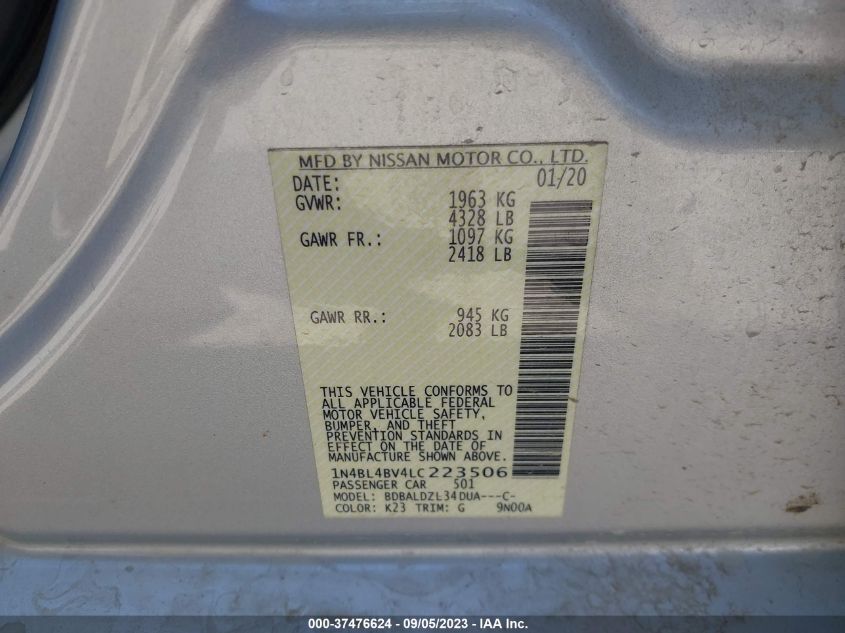 MFD BY NISSAN MOTOR CO., LTD.
DATE: 01/20
GVWR: 1963 KG
4328 LB
GAWR FR.: 1097 KG
2418 LB
GAWR RR.: 945 KG
2083 LB
THIS VEHICLE CONFORMS TO
ALL APPLICABLE FEDERAL
MOTOR VEHICLE SAFETY,
BUMPER, AND THEFT
PREVENTION STANDARDS IN
EFFECT ON THE DATE OF
MANUFACTURE SHOWN ABOVE.
1N4BL4BV4LC223506
PASSENGER CAR 501
MODEL: BDBALDZL34DUA---C-
COLOR: K23 TRIM: G 9N00A
000-37476624 - 09/05/2023 - IAA Inc.